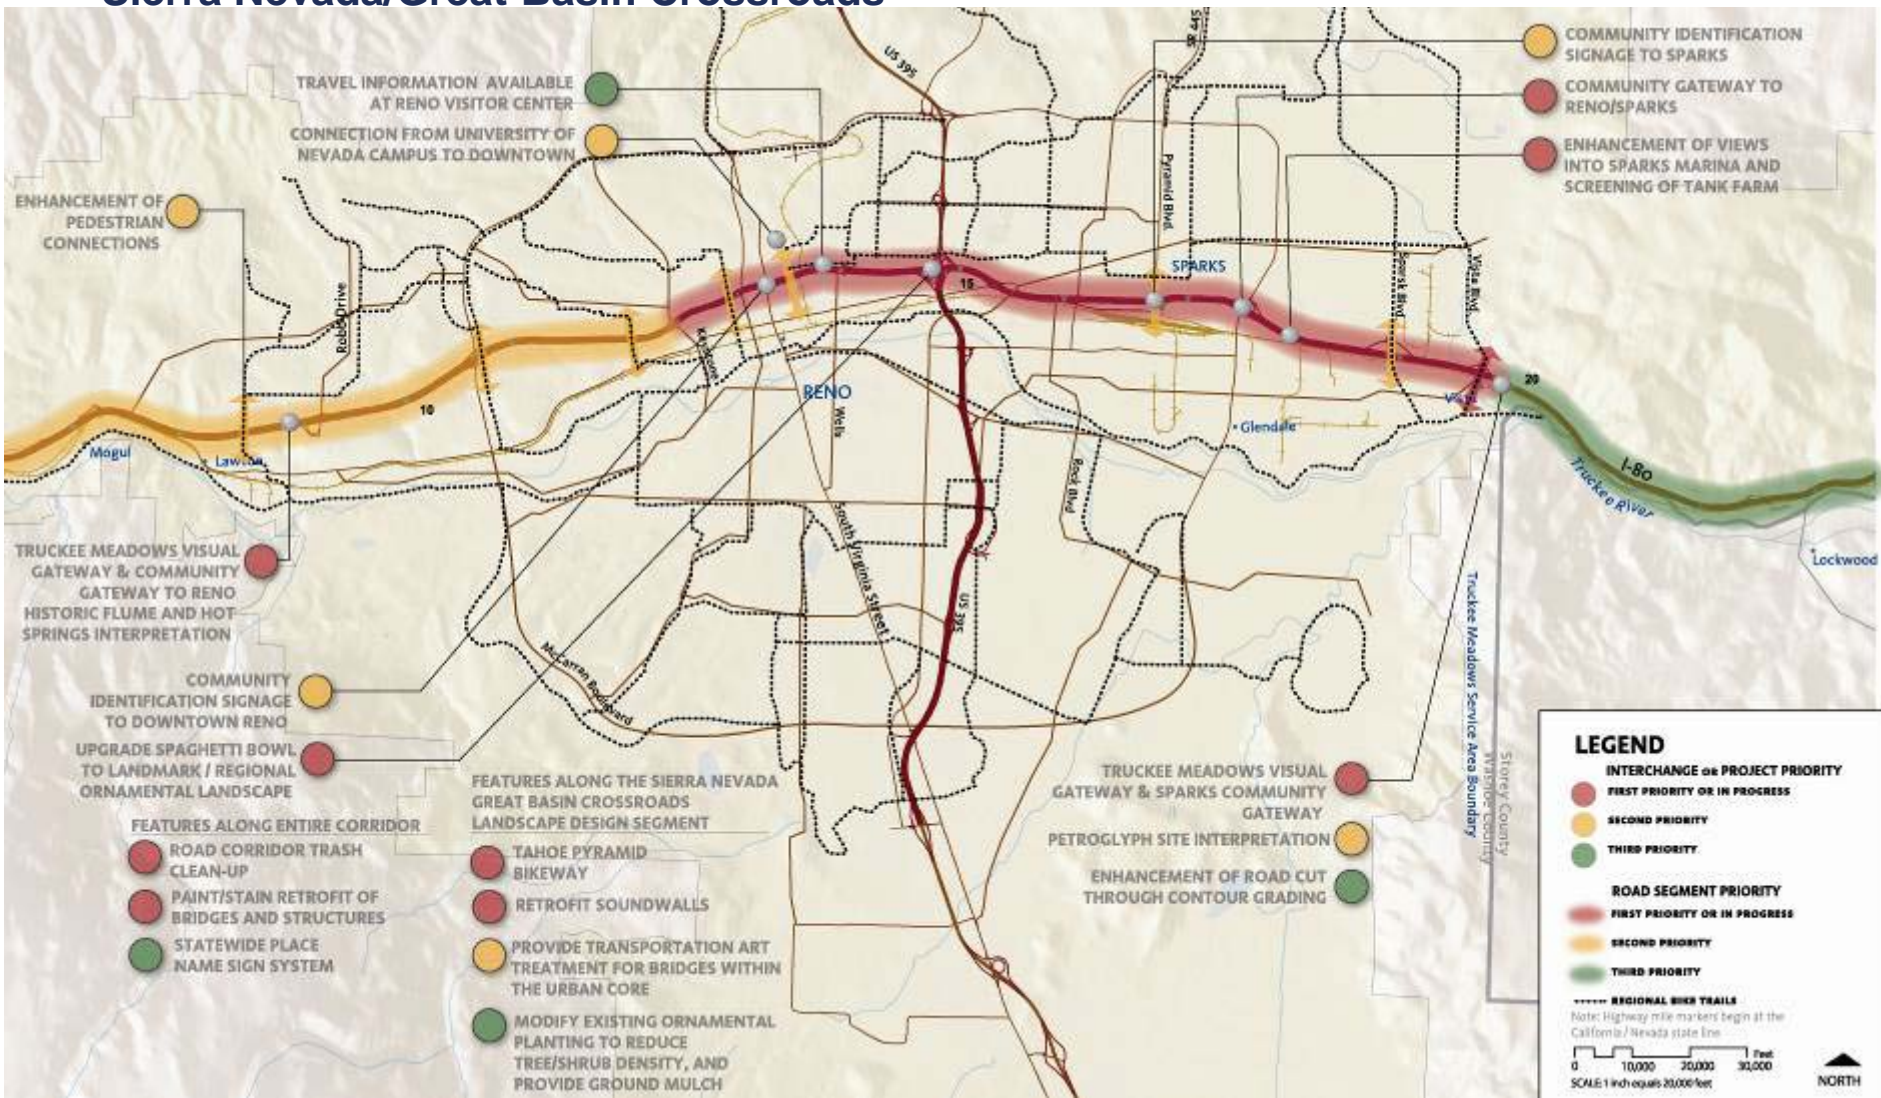 Sierra Nevada/Great Basin Crossroads
TRAVEL INFORMATION AVAILABLE
AT RENO VISITOR CENTER
CONNECTION FROM UNIVERSITY OF
NEVADA CAMPUS TO DOWNTOWN
ENHANCEMENT OF
PEDESTRIAN
CONNECTIONS
COMMUNITY IDENTIFICATION
SIGNAGE TO SPARKS
COMMUNITY GATEWAY TO
RENO/SPARKS
ENHANCEMENT OF VIEWS
INTO SPARKS MARINA AND
SCREENING OF TANK FARM
US 395
Pyramid Blvd.
SPARKS
Sparks Blvd
Vista Blvd.
Keystone
15
20
10
RENO
Wells
Mogul
Glendale
I-80
Truckee River
Lockwood
Rock Blvd
South Virginia Street
US 395
McCarran Boulevard
Truckee Meadows Service Area Boundary
Storey County
Washoe County
TRUCKEE MEADOWS VISUAL
GATEWAY & COMMUNITY
GATEWAY TO RENO
HISTORIC FLUME AND HOT
SPRINGS INTERPRETATION
COMMUNITY
IDENTIFICATION SIGNAGE
TO DOWNTOWN RENO
UPGRADE SPAGHETTI BOWL
TO LANDMARK / REGIONAL
ORNAMENTAL LANDSCAPE
FEATURES ALONG ENTIRE CORRIDOR
ROAD CORRIDOR TRASH
CLEAN-UP
PAINT/STAIN RETROFIT OF
BRIDGES AND STRUCTURES
STATEWIDE PLACE
NAME SIGN SYSTEM
FEATURES ALONG THE SIERRA NEVADA
GREAT BASIN CROSSROADS
LANDSCAPE DESIGN SEGMENT
TAHOE PYRAMID
BIKEWAY
RETROFIT SOUNDWALLS
PROVIDE TRANSPORTATION ART
TREATMENT FOR BRIDGES WITHIN
THE URBAN CORE
MODIFY EXISTING ORNAMENTAL
PLANTING TO REDUCE
TREE/SHRUB DENSITY, AND
PROVIDE GROUND MULCH
TRUCKEE MEADOWS VISUAL
GATEWAY & SPARKS COMMUNITY
GATEWAY
PETROGLYPH SITE INTERPRETATION
ENHANCEMENT OF ROAD CUT
THROUGH CONTOUR GRADING
LEGEND
INTERCHANGE OR PROJECT PRIORITY
FIRST PRIORITY OR IN PROGRESS
SECOND PRIORITY
THIRD PRIORITY
ROAD SEGMENT PRIORITY
FIRST PRIORITY OR IN PROGRESS
SECOND PRIORITY
THIRD PRIORITY
REGIONAL BIKE TRAILS
Note: Highway mile markers begin at the
California / Nevada state line
0 10,000 20,000 30,000 Feet
SCALE: 1 inch equals 20,000 feet
NORTH